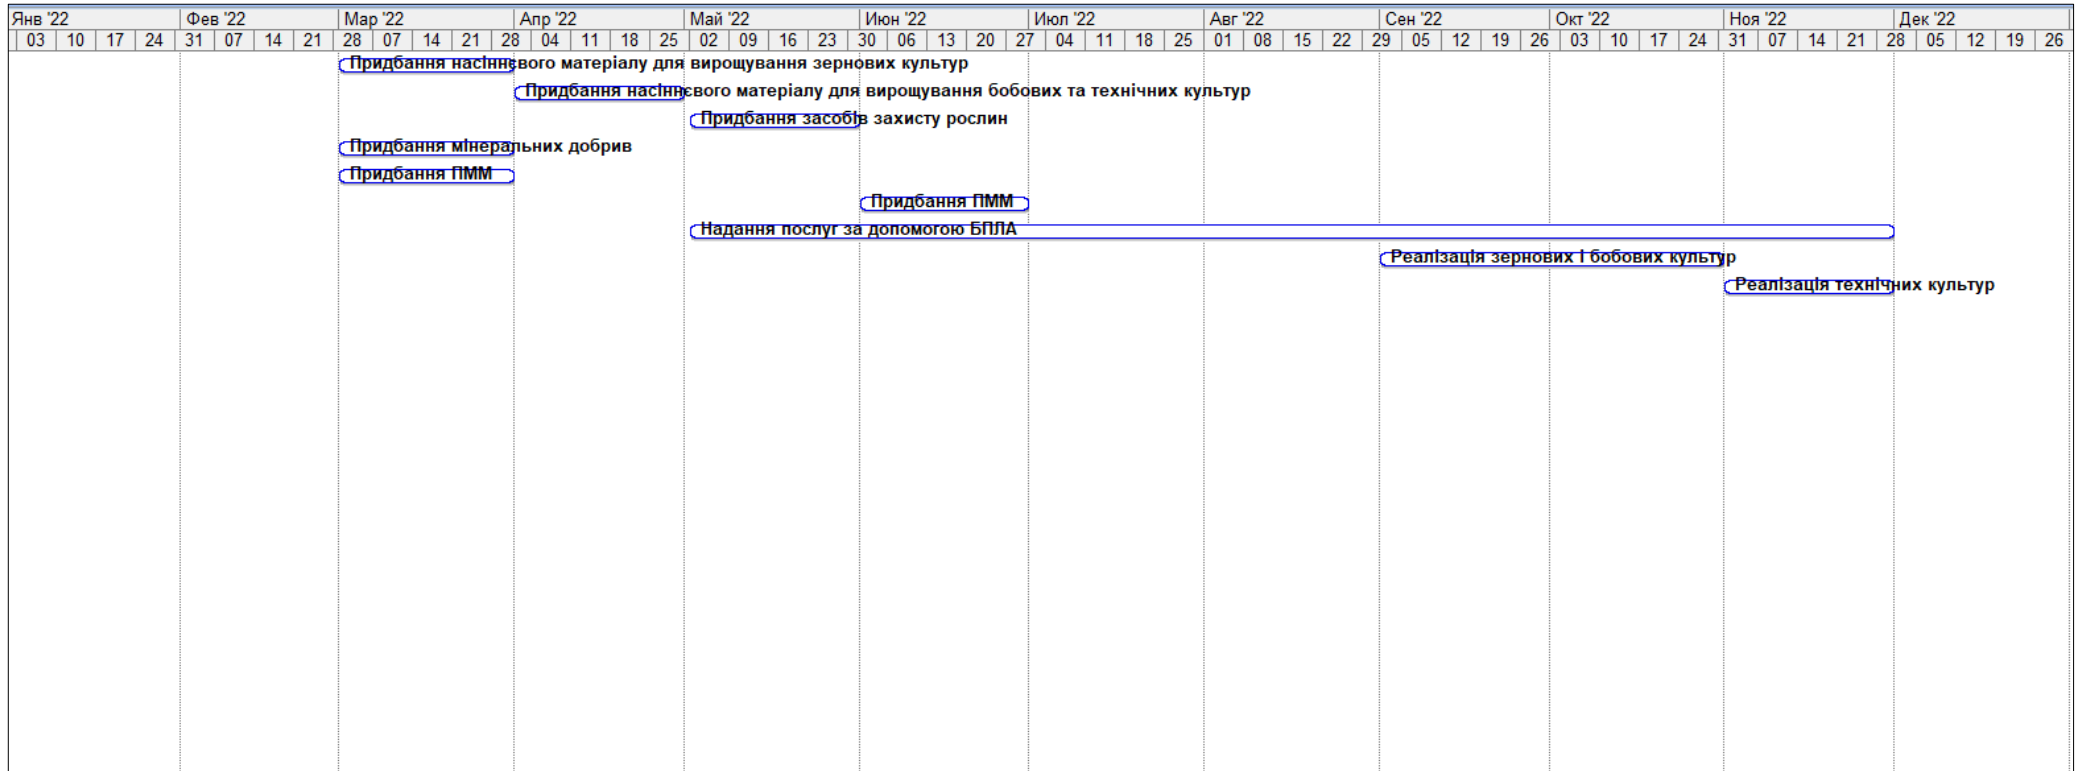 Янв '22 Фев '22 Мар '22 Апр '22 Май '22 Июн '22 Июл '22 Авг '22 Сен '22 Окт '22 Ноя '22 Дек '22
03 10 17 24 31 07 14 21 28 07 14 21 28 04 11 18 25 02 09 16 23 30 06 13 20 27 04 11 18 25 01 08 15 22 29 05 12 19 26 03 10 17 24 31 07 14 21 28 05 12 19 26
Придбання насіннєвого матеріалу для вирощування зернових культур
Придбання насіннєвого матеріалу для вирощування бобових та технічних культур
Придбання засобів захисту рослин
Придбання мінеральних добрив
Придбання ПММ
Придбання ПММ
Надання послуг за допомогою БПЛА
Реалізація зернових і бобових культур
Реалізація технічних культур